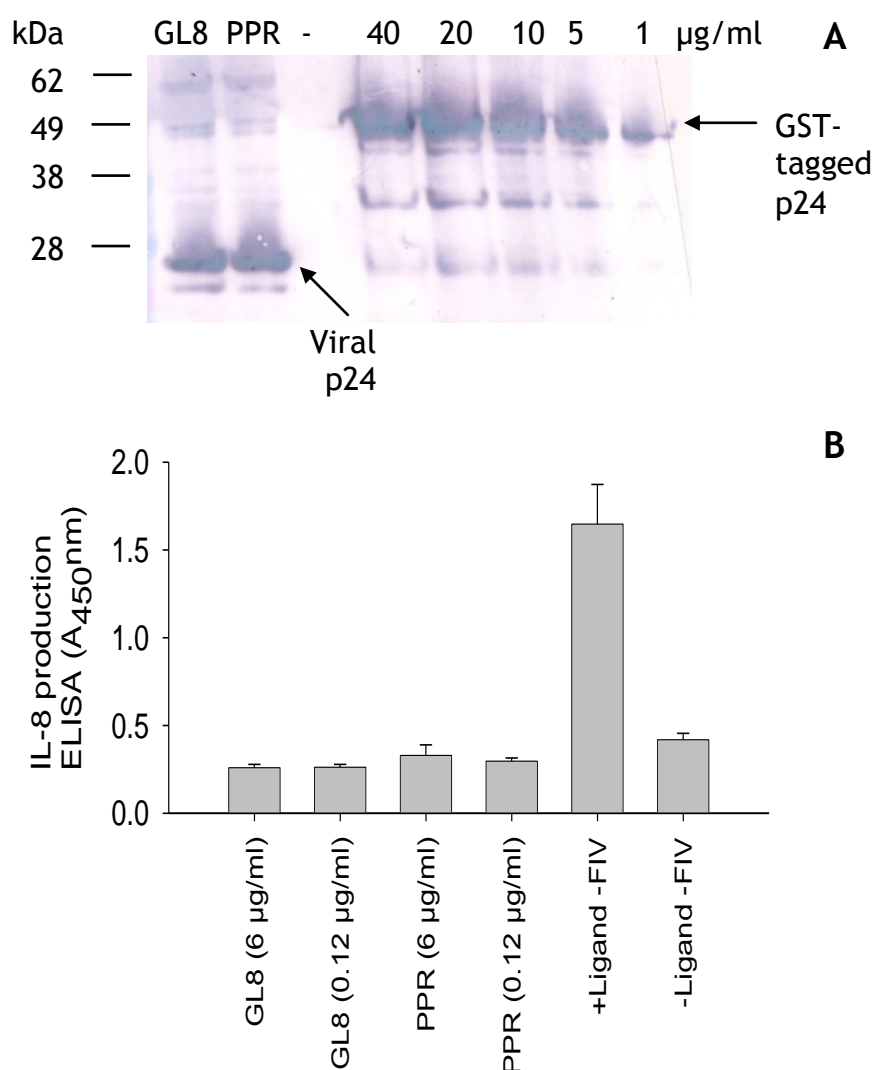 kDa GL8 PPR - 40 20 10 5 1 µg/ml A
62
49
38
28
GST-
tagged
p24
Viral
p24
B
IL-8 production
ELISA (A450nm)
2.0
1.5
1.0
0.5
0.0
GL8 (6 µg/ml)
GL8 (0.12 µg/ml)
PPR (6 µg/ml)
PPR (0.12 µg/ml)
+Ligand -FIV
-Ligand -FIV